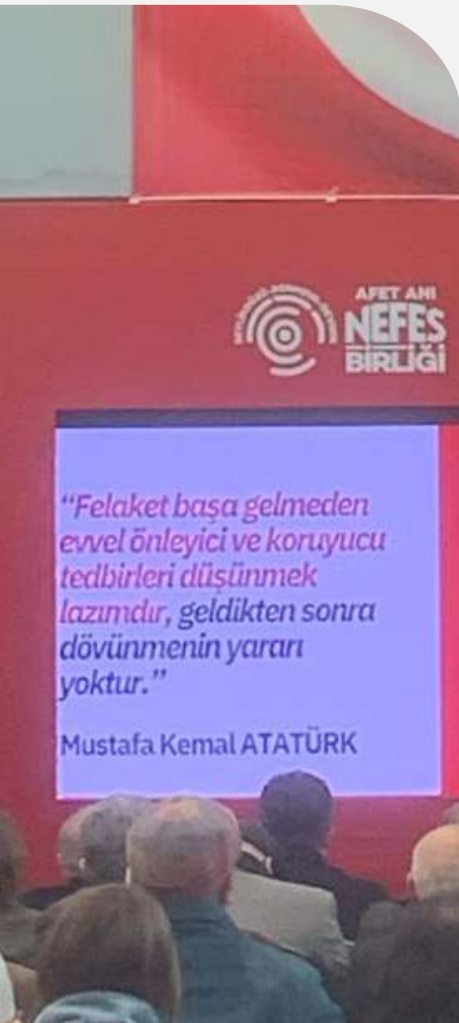 AFET ANI
NEFES
BİRLİĞİ
“Felaket başa gelmeden
evvel önleyici ve koruyucu
tedbirleri düşünmek
lazımdır, geldikten sonra
dövünmenin yararı
yoktur.”
Mustafa Kemal ATATÜRK